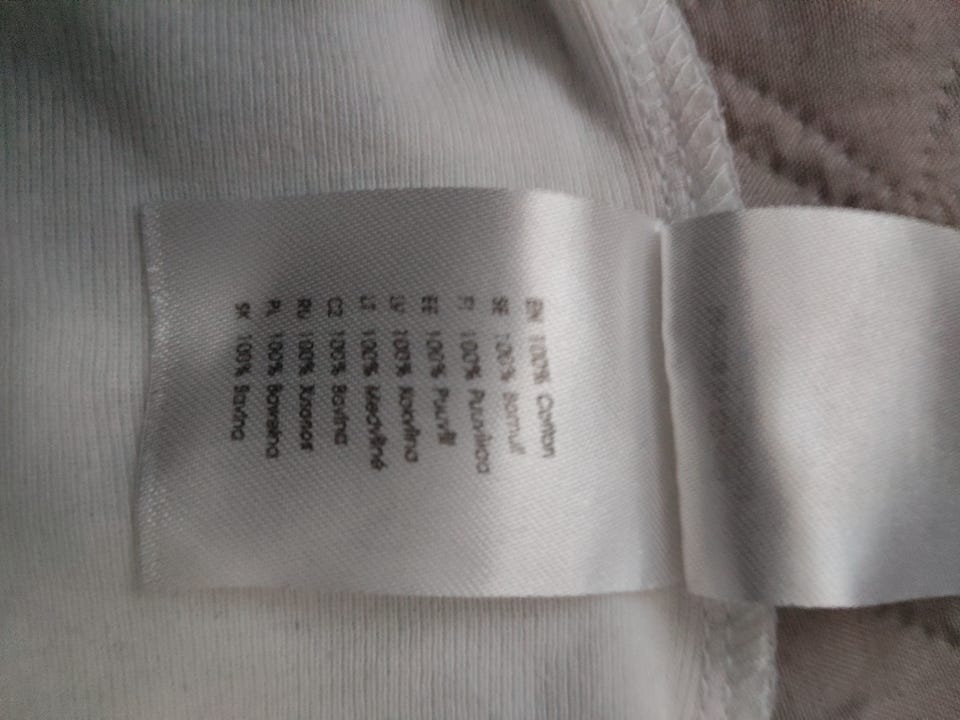 EN 100% Cotton
SE 100% Bomull
FI 100% Puuvillaa
EE 100% Puuvill
LV 100% Kokvilna
LT 100% Medvilnė
CZ 100% Bavlna
RU 100% Хлопок
PL 100% Bawełna
SK 100% Bavlna